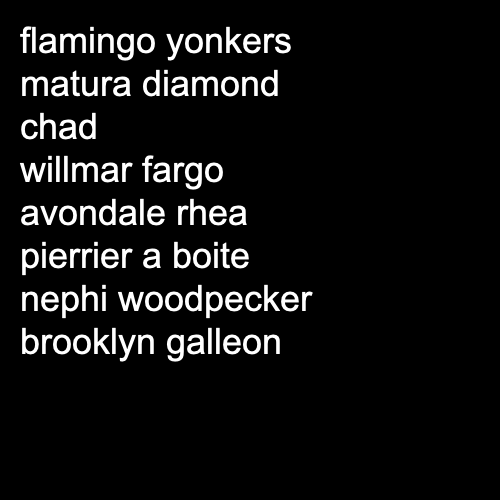 flamingo yonkers
matura diamond
chad
willmar fargo
avondale rhea
pierrier a boite
nephi woodpecker
brooklyn galleon